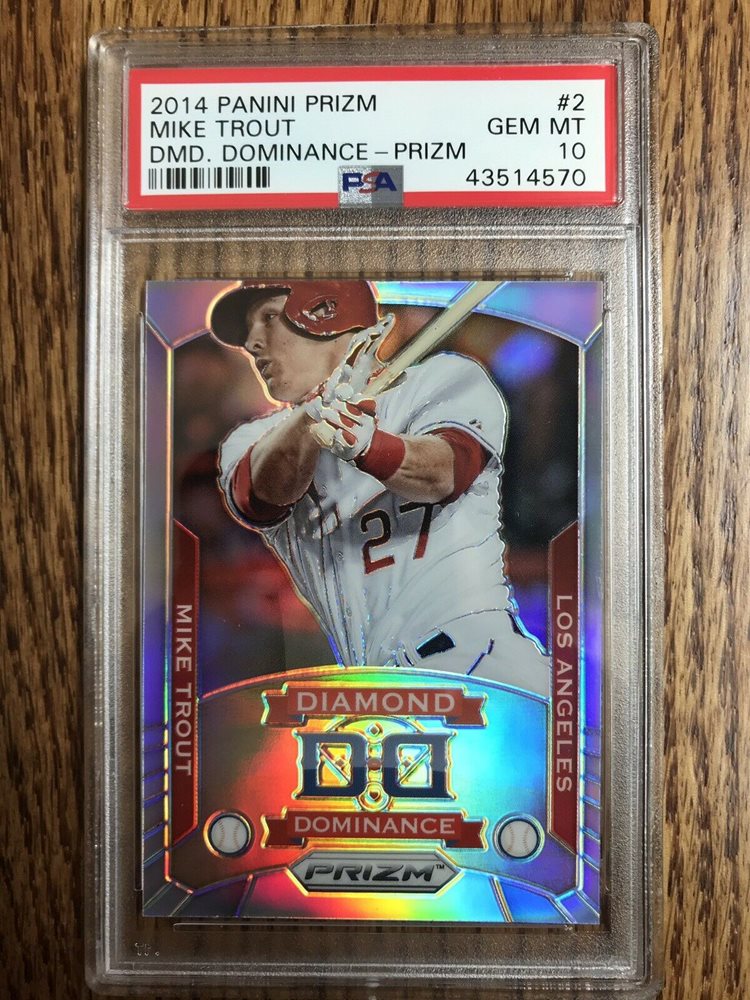 2014 PANINI PRIZM #2
MIKE TROUT GEM MT
DMD. DOMINANCE – PRIZM 10
PSA 43514570
27
MIKE TROUT
LOS ANGELES
DIAMOND
DD
DOMINANCE
PRIZM™